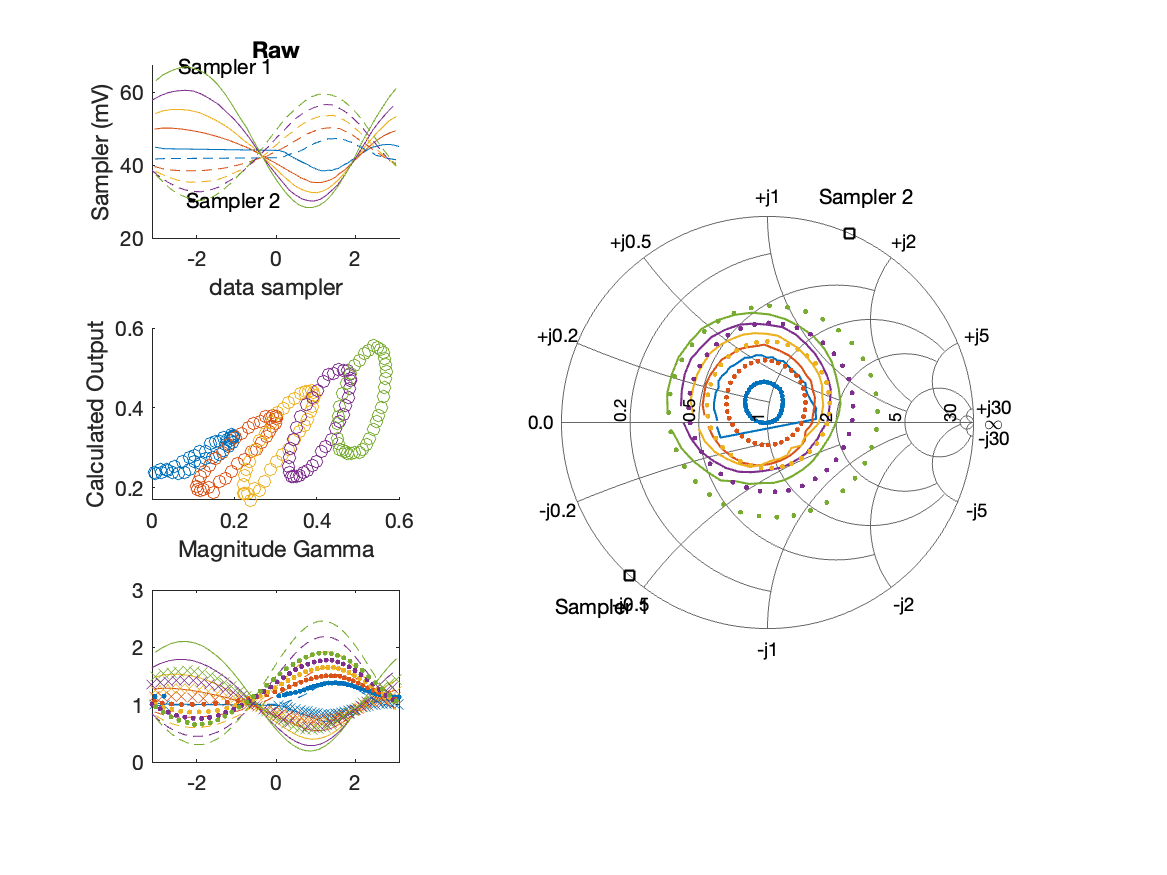 Raw
Sampler 1
60
40
20
Sampler (mV)
Sampler 2
-2
0
2
data sampler
0.6
0.4
0.2
Calculated Output
0
0.2
0.4
0.6
Magnitude Gamma
3
2
1
0
-2
0
2
+j1
Sampler 2
+j0.5
+j2
+j0.2
+j5
0.0
0.2
0.5
1
2
5
30
+j30
∞
-j30
-j0.2
-j5
Sampler 1
-j0.5
-j2
-j1